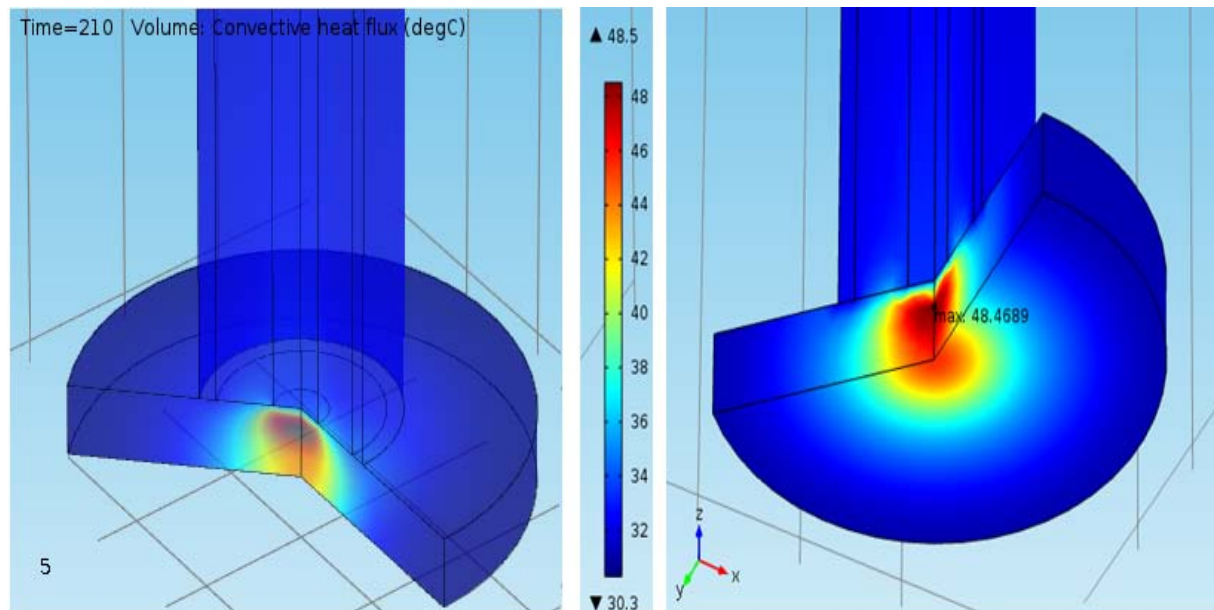 Time=210 Volume: Convective heat flux (degC)
5
▲ 48.5
48
46
44
42
40
38
36
34
32
▼ 30.3
max: 48.4689
z
y
x